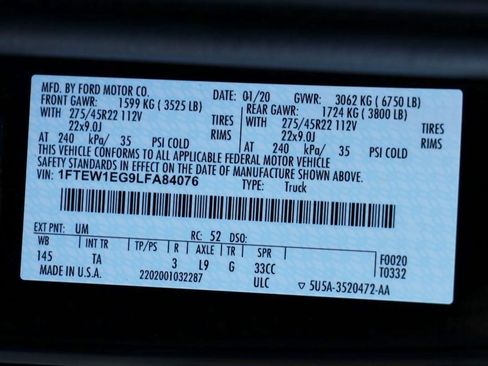 MFD. BY FORD MOTOR CO. DATE: 01/20 GVWR: 3062 KG ( 6750 LB)
FRONT GAWR: 1599 KG ( 3525 LB) REAR GAWR: 1724 KG ( 3800 LB)
WITH 275/45R22 112V TIRES WITH 275/45R22 112V TIRES
22x9.0J RIMS 22x9.0J RIMS
AT 240 kPa/ 35 PSI COLD AT 240 kPa/ 35 PSI COLD
THIS VEHICLE CONFORMS TO ALL APPLICABLE FEDERAL MOTOR VEHICLE
SAFETY STANDARDS IN EFFECT ON THE DATE OF MANUFACTURE SHOWN ABOVE.
VIN: 1FTEW1EG9LFA84076 TYPE: Truck
EXT PNT: UM RC: 52 DSO:
WB INT TR TP/PS R AXLE TR SPR F0020
145 TA 3 L9 G 33CC T0332
MADE IN U.S.A. 2202001032287 ULC ▽ 5U5A-3520472-AA